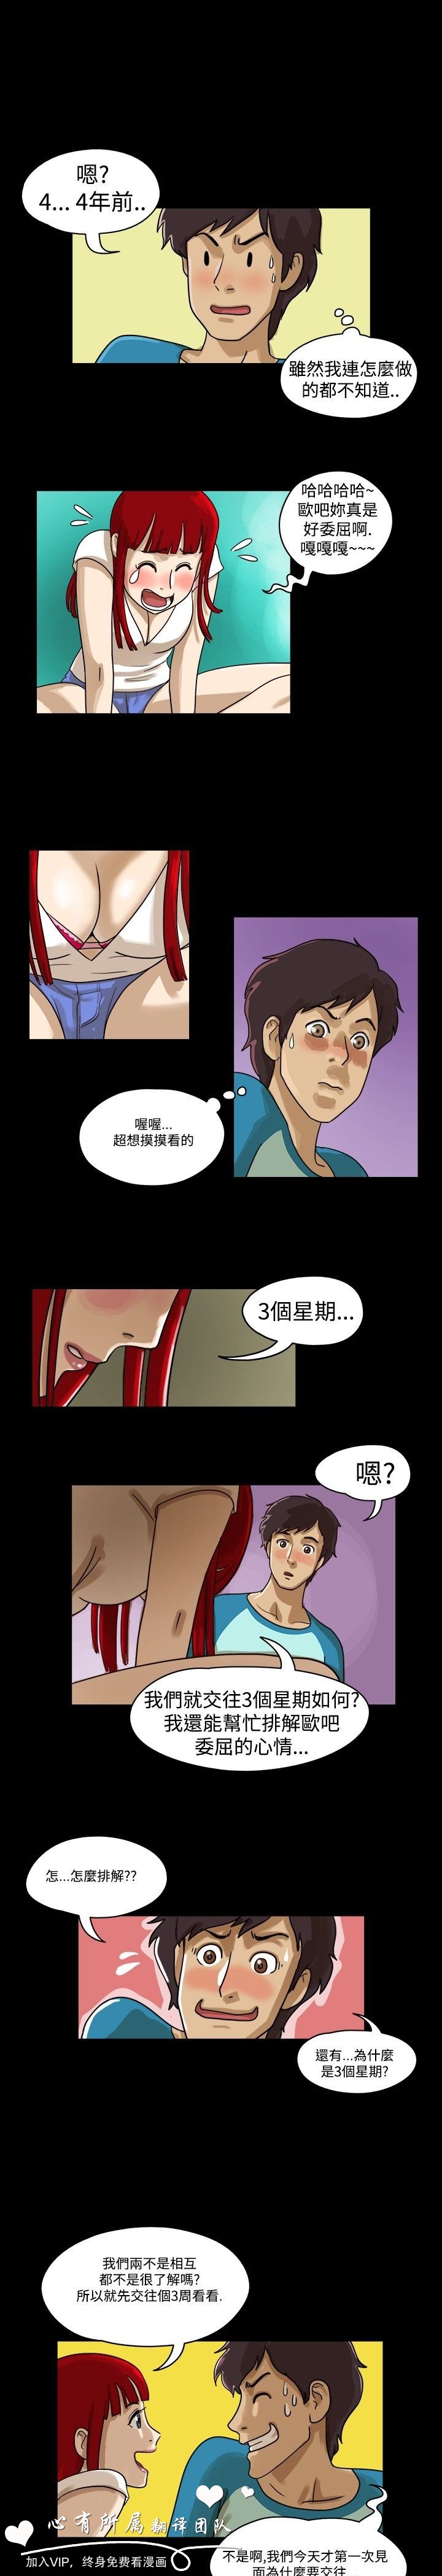 嗯?
4... 4年前..
雖然我連怎麼做
的都不知道..
哈哈哈哈~
歐吧妳真是
好委屈啊.
嘎嘎嘎~~~
喔喔...
超想摸摸看的
3個星期...
嗯?
我們就交往3個星期如何?
我還能幫忙排解歐吧
委屈的心情...
怎...怎麼排解??
還有...為什麼
是3個星期?
我們兩不是相互
都不是很了解嗎?
所以就先交往個3周看看.
心有所属翻译团队
加入VIP，终身免费看漫画
不是啊,我們今天才第一次見
面為什麼要交往...